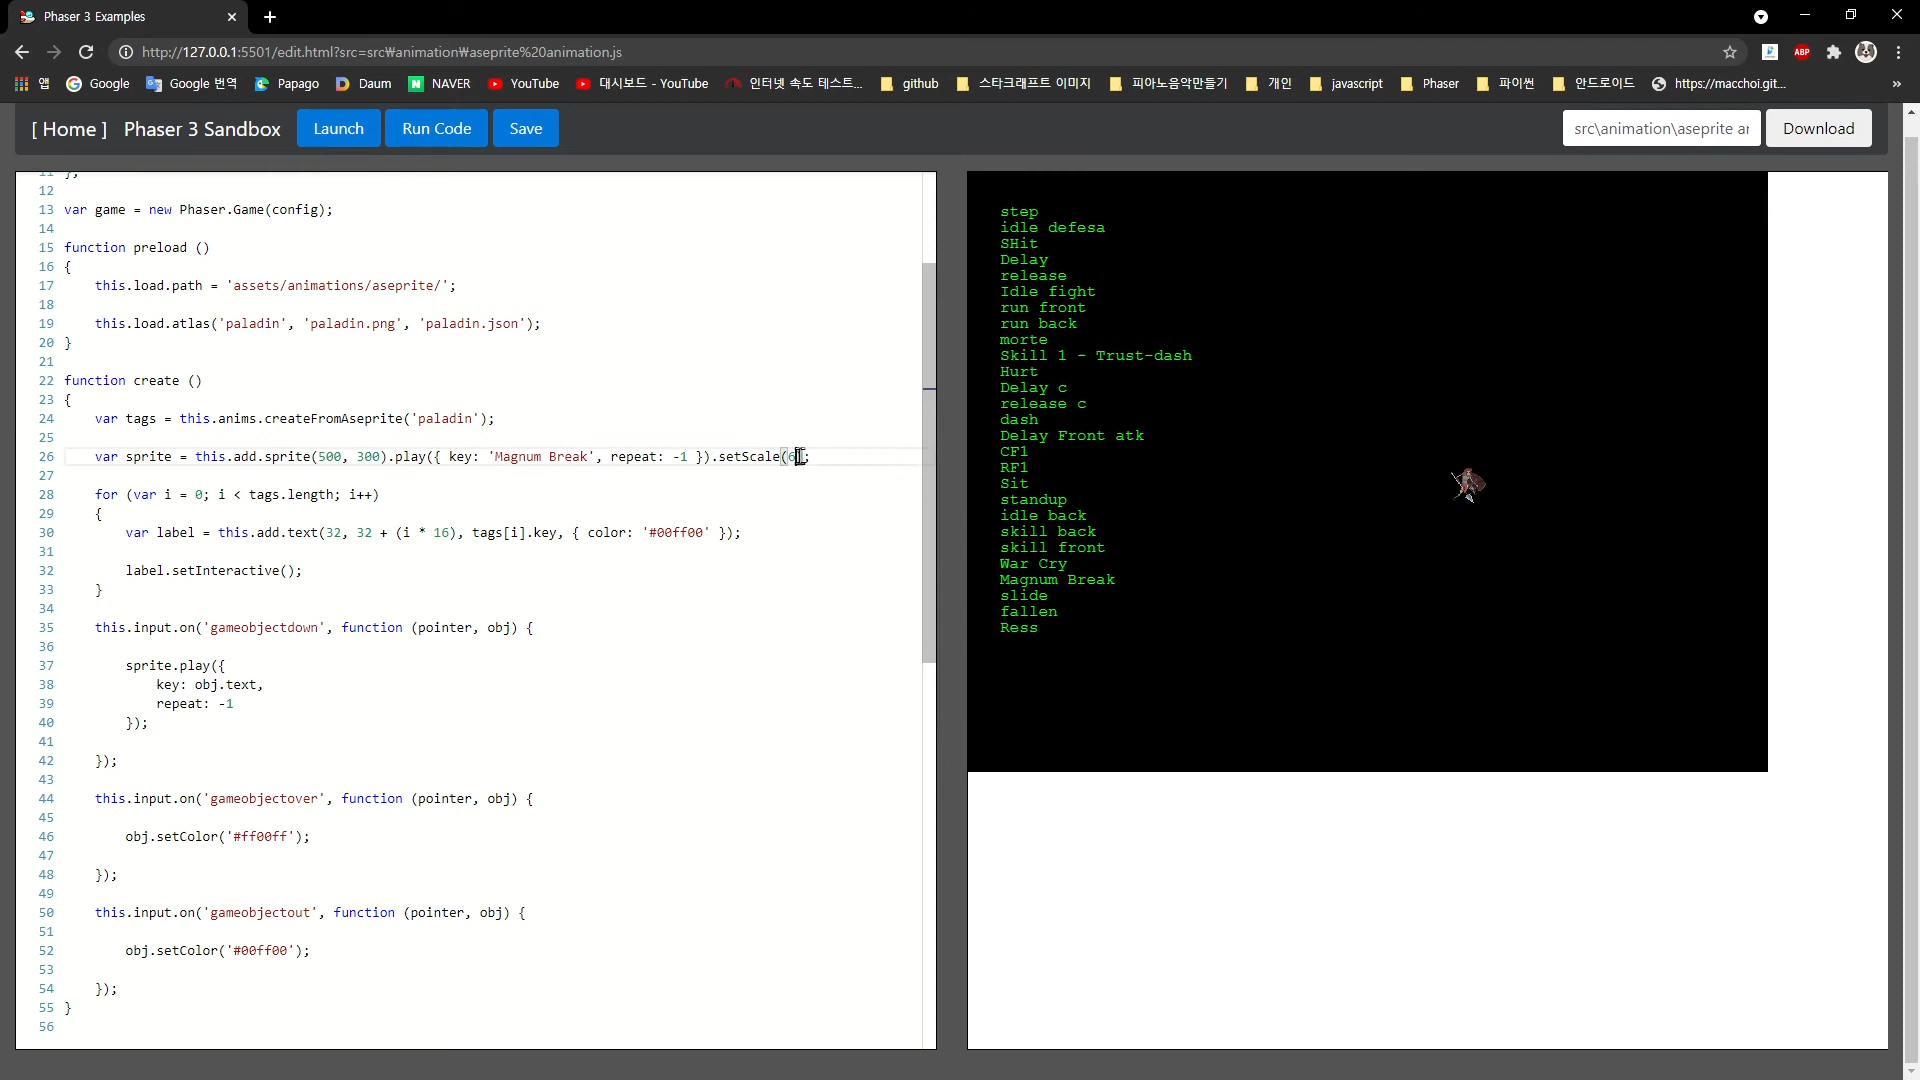 Phaser 3 Examples
http://127.0.0.1:5501/edit.html?src=src₩animation₩aseprite%20animation.js
ABP
앱 Google Google 번역 Papago Daum NAVER YouTube 대시보드 - YouTube 인터넷 속도 테스트... github 스타크래프트 이미지 피아노음악만들기 개인 javascript Phaser 파이썬 안드로이드 https://macchoi.git... »
[ Home ] Phaser 3 Sandbox Launch Run Code Save src\animation\aseprite ar Download
11 };
12
13 var game = new Phaser.Game(config);
14
15 function preload ()
16 {
17 this.load.path = 'assets/animations/aseprite/';
18
19 this.load.atlas('paladin', 'paladin.png', 'paladin.json');
20 }
21
22 function create ()
23 {
24 var tags = this.anims.createFromAseprite('paladin');
25
26 var sprite = this.add.sprite(500, 300).play({ key: 'Magnum Break', repeat: -1 }).setScale(6);
27
28 for (var i = 0; i < tags.length; i++)
29 {
30 var label = this.add.text(32, 32 + (i * 16), tags[i].key, { color: '#00ff00' });
31
32 label.setInteractive();
33 }
34
35 this.input.on('gameobjectdown', function (pointer, obj) {
36
37 sprite.play({
38 key: obj.text,
39 repeat: -1
40 });
41
42 });
43
44 this.input.on('gameobjectover', function (pointer, obj) {
45
46 obj.setColor('#ff00ff');
47
48 });
49
50 this.input.on('gameobjectout', function (pointer, obj) {
51
52 obj.setColor('#00ff00');
53
54 });
55 }
56
step
idle defesa
SHit
Delay
release
Idle fight
run front
run back
morte
Skill 1 - Trust-dash
Hurt
Delay c
release c
dash
Delay Front atk
CF1
RF1
Sit
standup
idle back
skill back
skill front
War Cry
Magnum Break
slide
fallen
Ress